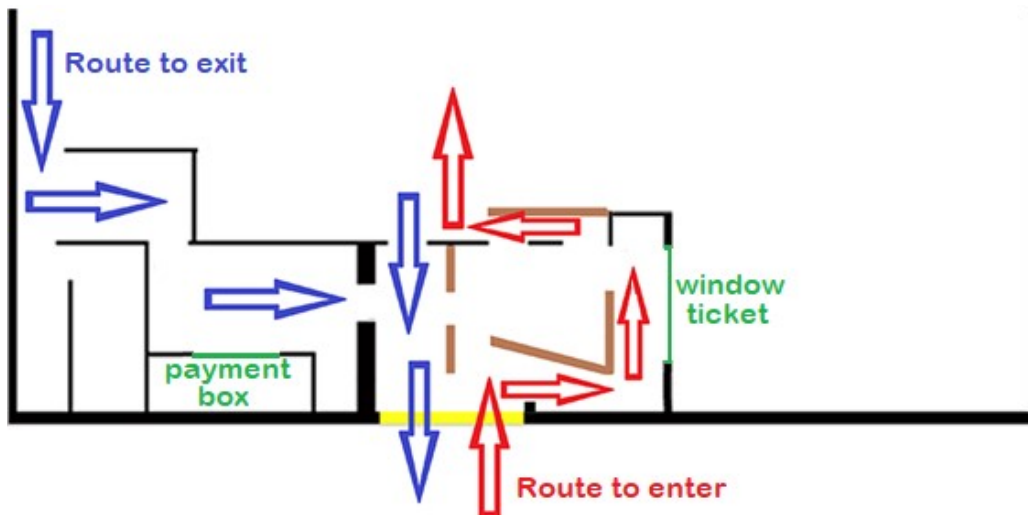 Route to exit
window
ticket
payment
box
Route to enter